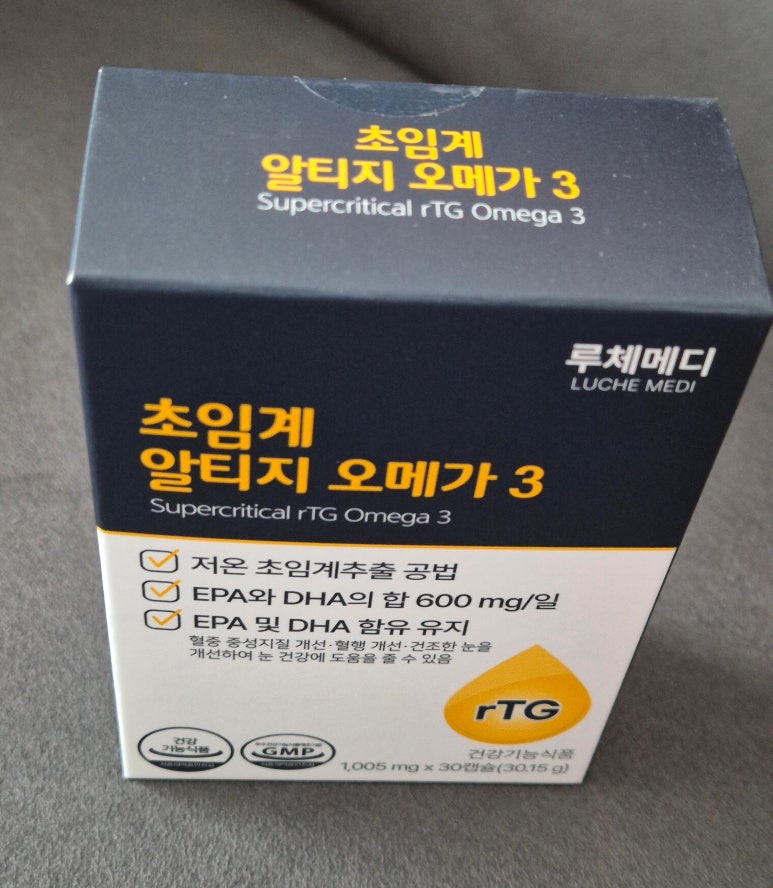 초임계
알티지 오메가 3
Supercritical rTG Omega 3
루체메디
LUCHE MEDI
초임계
알티지 오메가 3
Supercritical rTG Omega 3
저온 초임계추출 공법
EPA와 DHA의 합 600 mg/일
EPA 및 DHA 함유 유지
혈중 중성지질 개선·혈행 개선·건조한 눈을
개선하여 눈 건강에 도움을 줄 수 있음
rTG
건강
기능식품
GMP
건강기능식품
1,005 mg x 30캡슐(30.15 g)